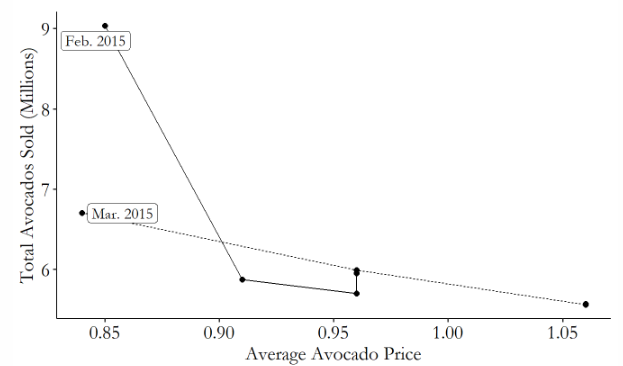 9
Feb. 2015
8
7
Mar. 2015
6
Total Avocados Sold (Millions)
0.85 0.90 0.95 1.00 1.05
Average Avocado Price